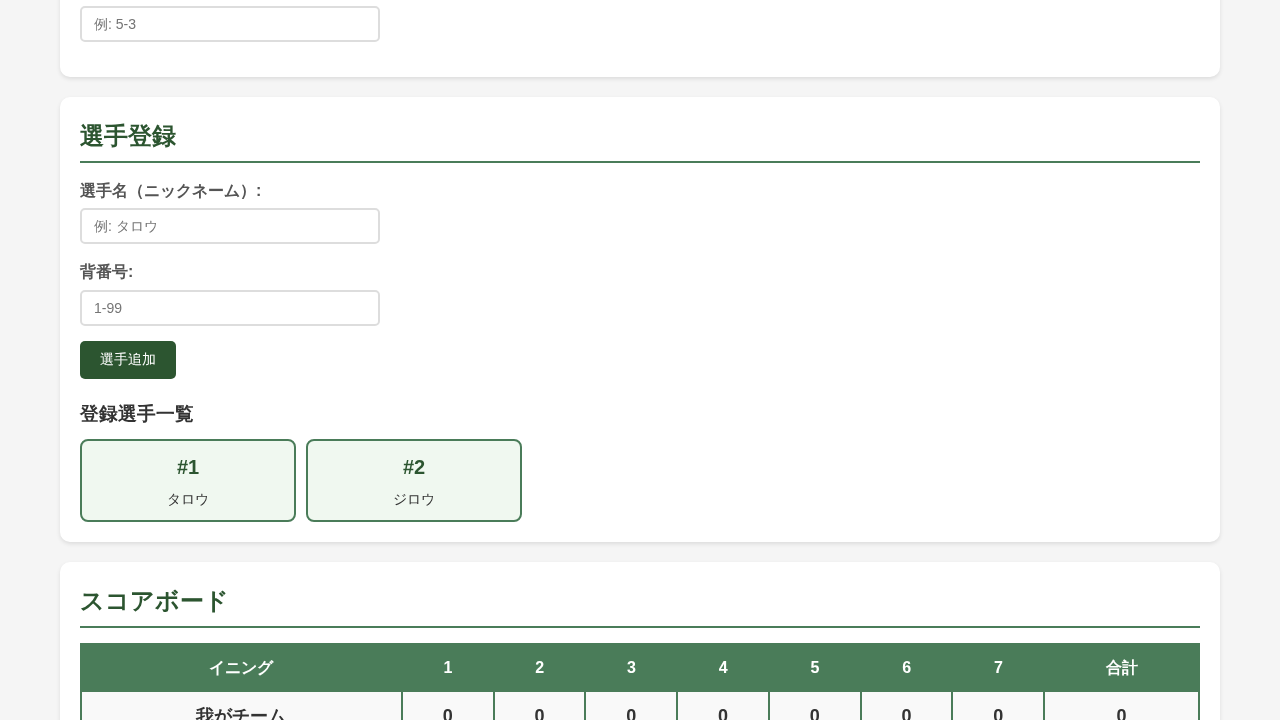 例: 5-3
選手登録
選手名（ニックネーム）:
例: タロウ
背番号:
1-99
選手追加
登録選手一覧
#1 #2
タロウ ジロウ
スコアボード
イニング 1 2 3 4 5 6 7 合計
我がチーム 0 0 0 0 0 0 0 0